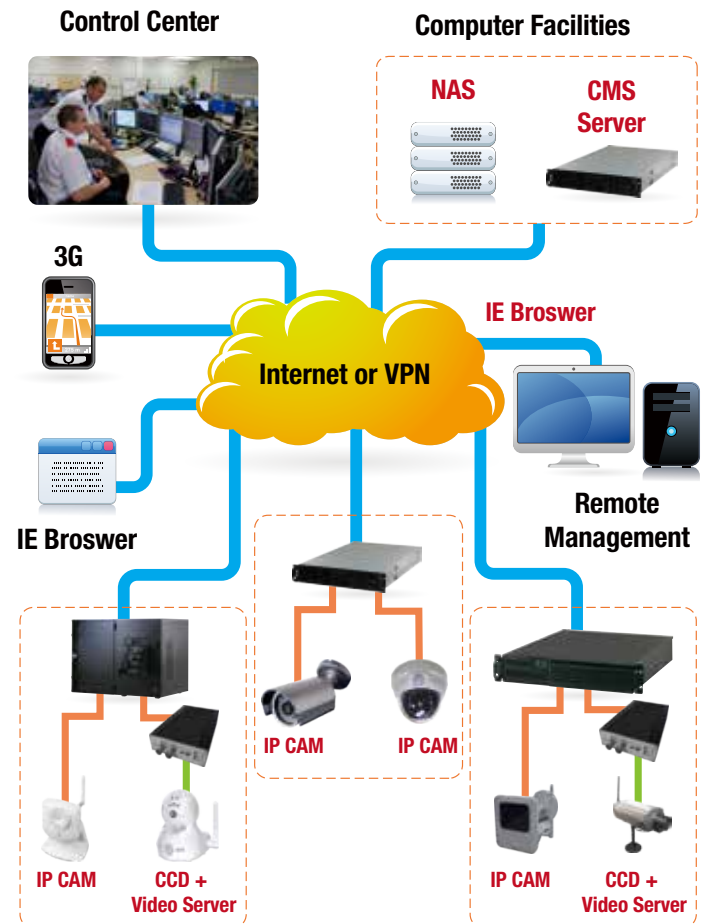 Control Center
Computer Facilities
NAS
CMS
Server
3G
IE Broswer
Internet or VPN
IE Broswer
Remote
Management
IP CAM
IP CAM
IP CAM
CCD +
Video Server
IP CAM
CCD +
Video Server